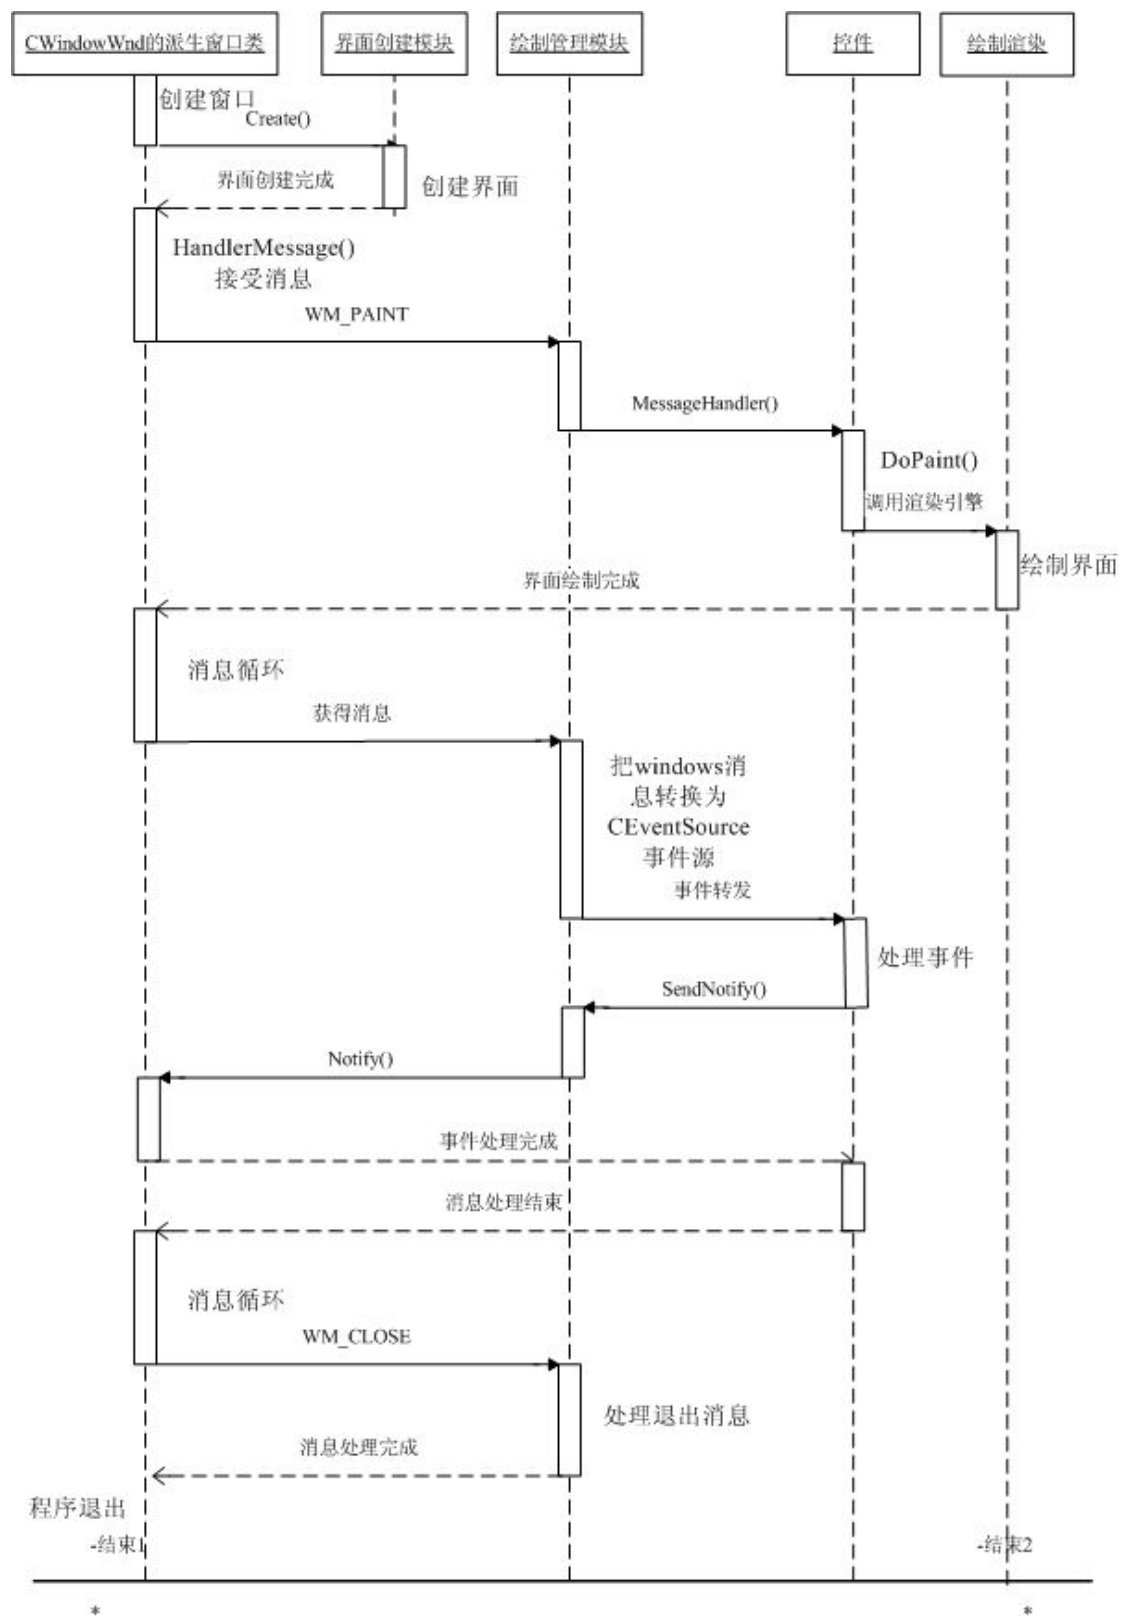 CWindowWnd的派生窗口类
界面创建模块
绘制管理模块
控件
绘制渲染
创建窗口
Create()
界面创建完成
创建界面
HandlerMessage()
接受消息
WM_PAINT
MessageHandler()
DoPaint()
调用渲染引擎
绘制界面
界面绘制完成
消息循环
获得消息
把windows消
息转换为
CEventSource
事件源
事件转发
处理事件
SendNotify()
Notify()
事件处理完成
消息处理结束
消息循环
WM_CLOSE
处理退出消息
消息处理完成
程序退出
-结束1
-结束2
*
*